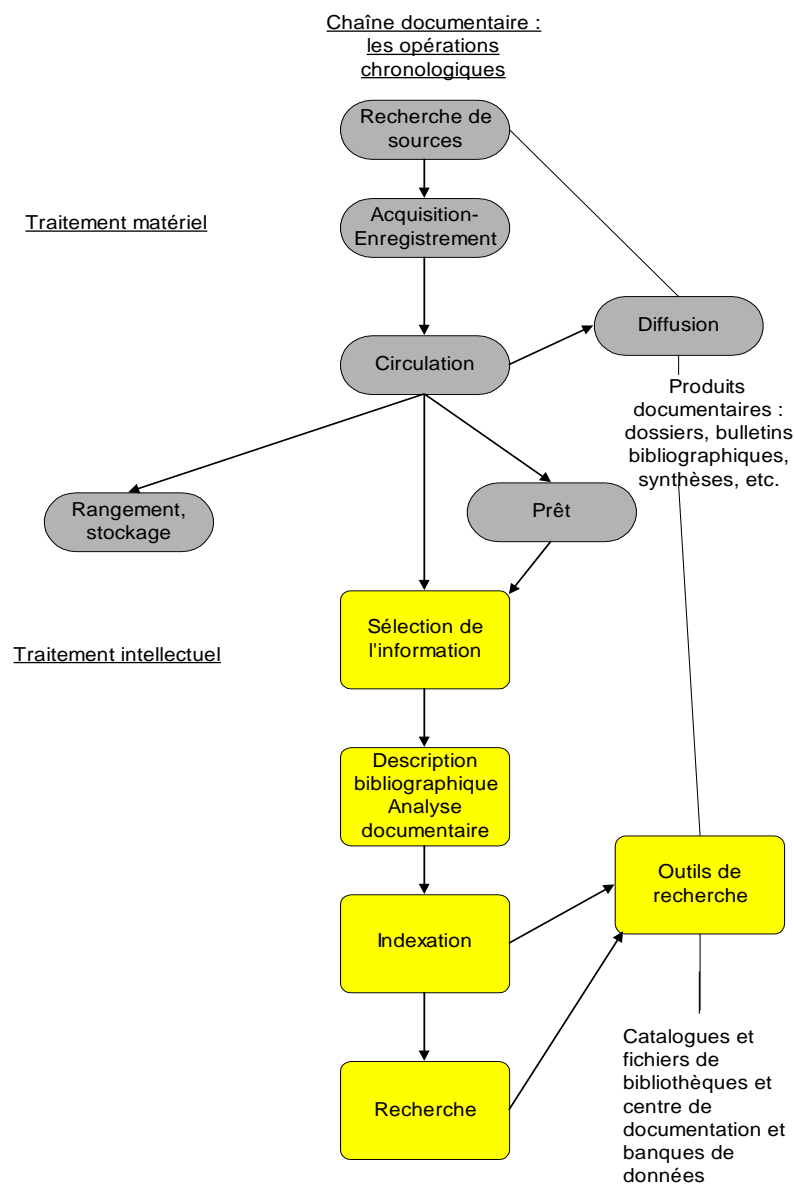 Chaîne documentaire :
les opérations
chronologiques
Recherche de
sources
Traitement matériel
Acquisition-
Enregistrement
Diffusion
Circulation
Produits
documentaires :
dossiers, bulletins
bibliographiques,
synthèses, etc.
Rangement,
stockage
Prêt
Traitement intellectuel
Sélection de
l'information
Description
bibliographique
Analyse
documentaire
Outils de
recherche
Indexation
Recherche
Catalogues et
fichiers de
bibliothèques et
centre de
documentation et
banques de
données